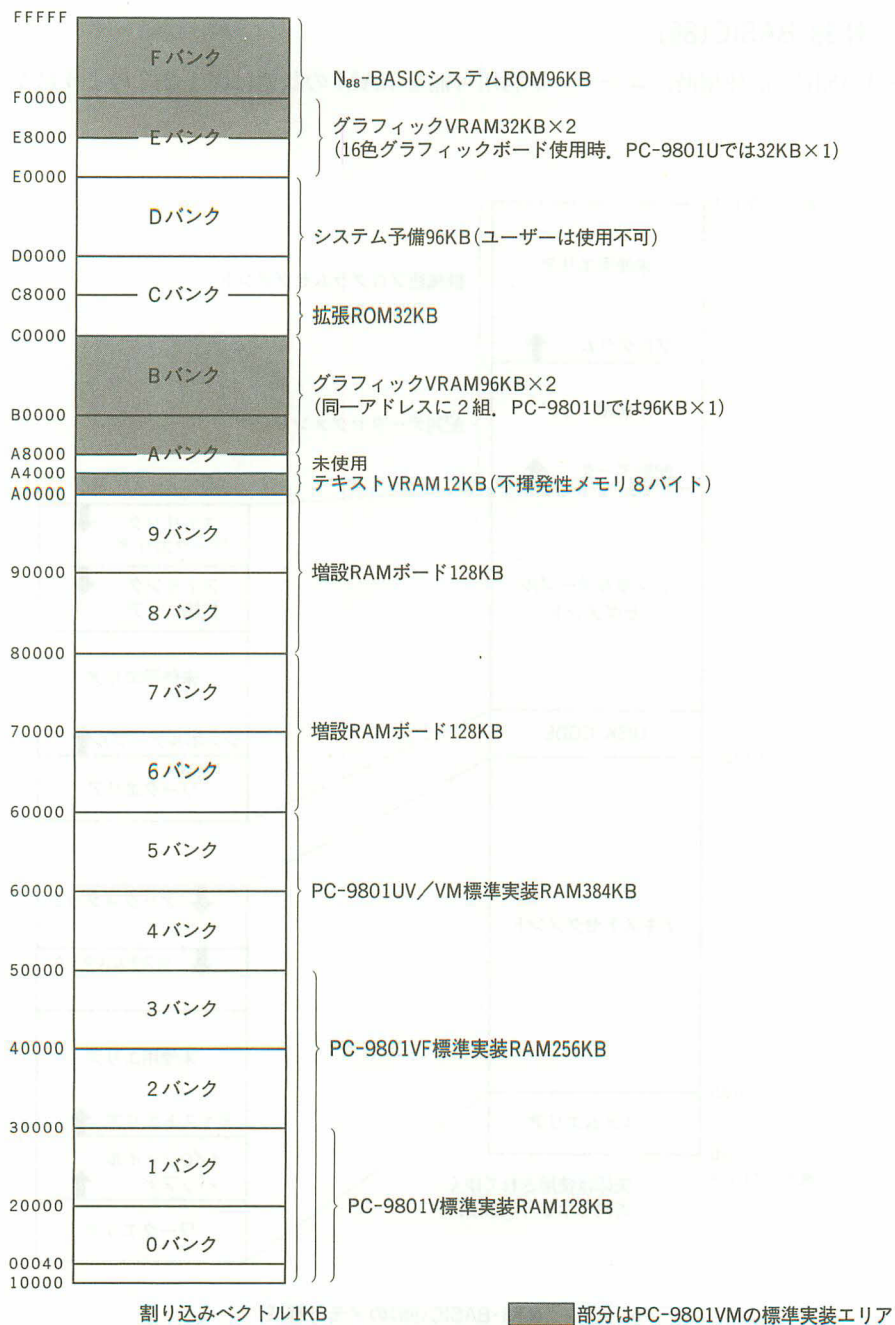 FFFFF
Fバンク
N₈₈-BASICシステムROM96KB
F0000
グラフィックVRAM32KB×2
E8000
Eバンク
(16色グラフィックボード使用時．PC-9801Uでは32KB×1)
E0000
Dバンク
システム予備96KB(ユーザーは使用不可)
D0000
C8000
Cバンク
拡張ROM32KB
C0000
Bバンク
グラフィックVRAM96KB×2
(同一アドレスに2組．PC-9801Uでは96KB×1)
B0000
A8000
Aバンク
未使用
A4000
テキストVRAM12KB(不揮発性メモリ8バイト)
A0000
9バンク
90000
増設RAMボード128KB
8バンク
80000
7バンク
70000
増設RAMボード128KB
6バンク
60000
5バンク
60000
PC-9801UV／VM標準実装RAM384KB
4バンク
50000
3バンク
40000
PC-9801VF標準実装RAM256KB
2バンク
30000
1バンク
20000
PC-9801V標準実装RAM128KB
0バンク
00040
10000
割り込みベクトル1KB
部分はPC-9801VMの標準実装エリア